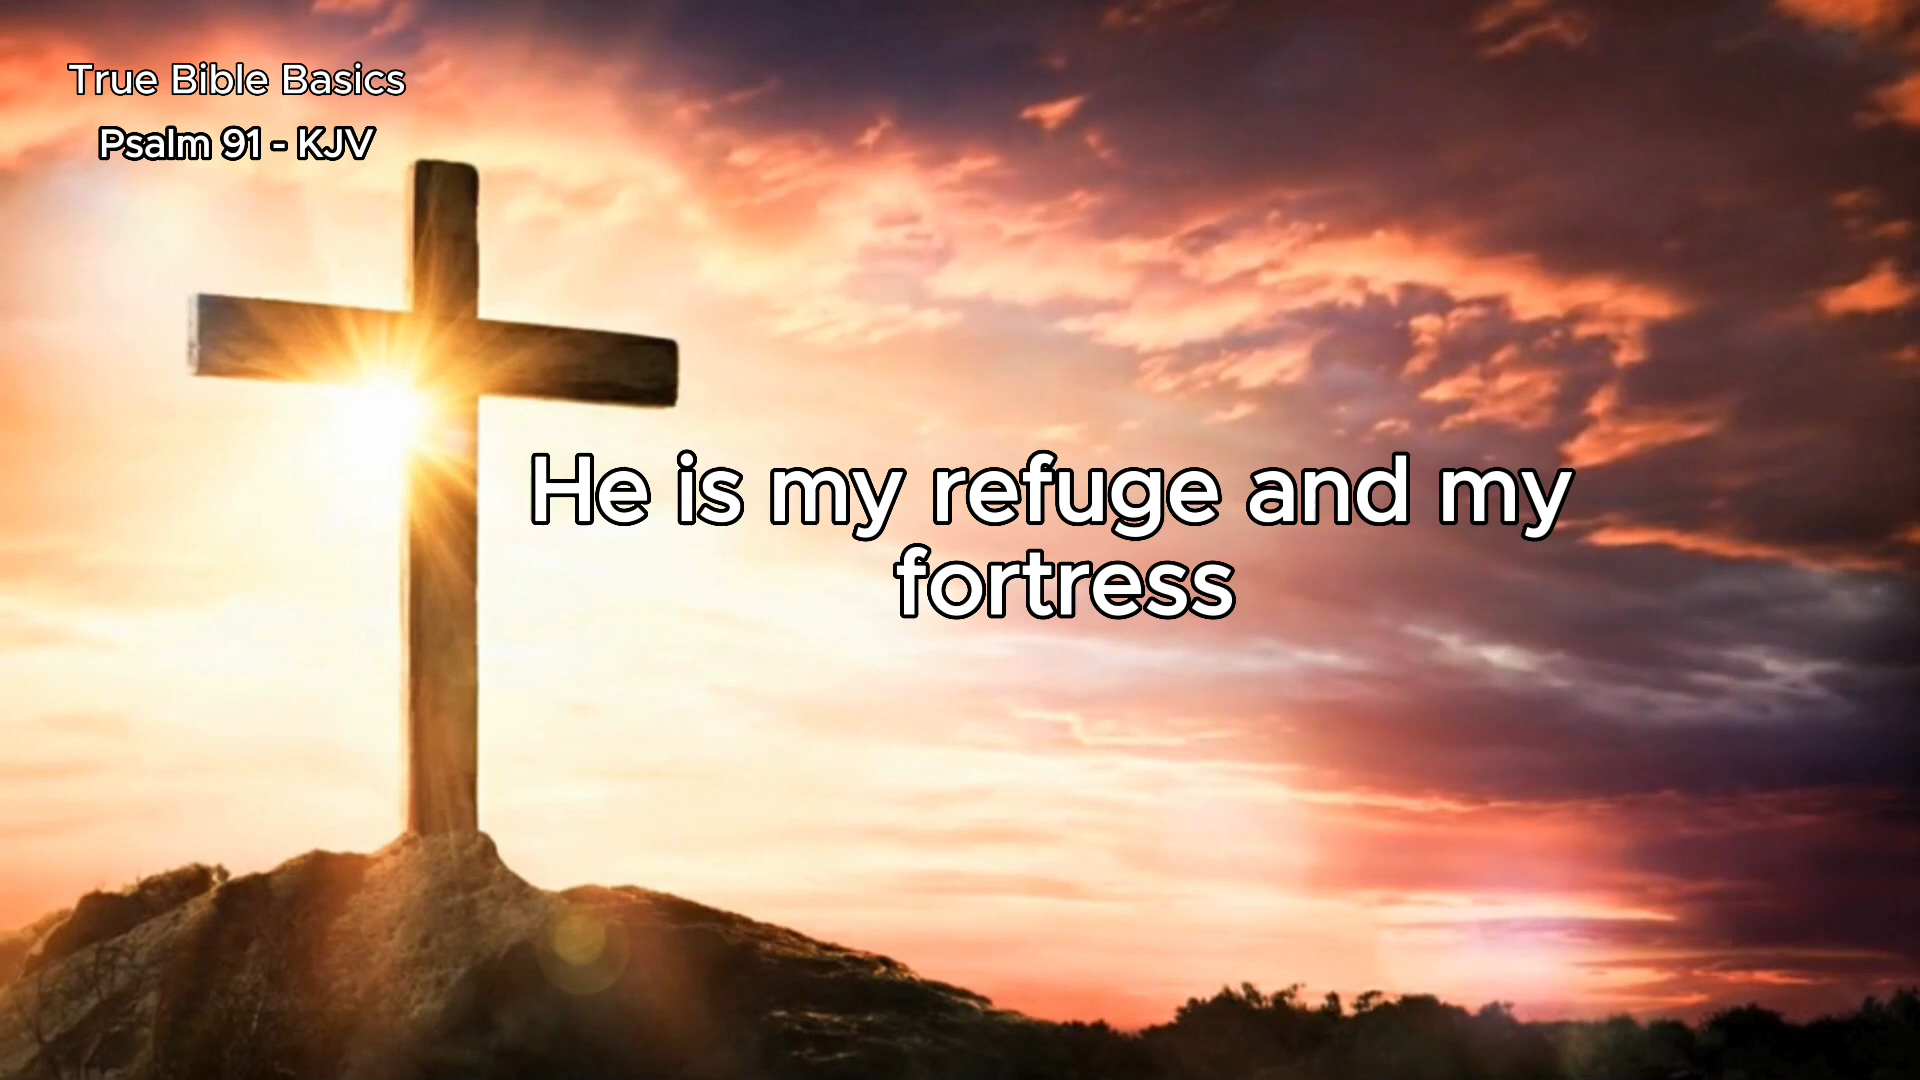 True Bible Basics
Psalm 91 - KJV
He is my refuge and my
fortress